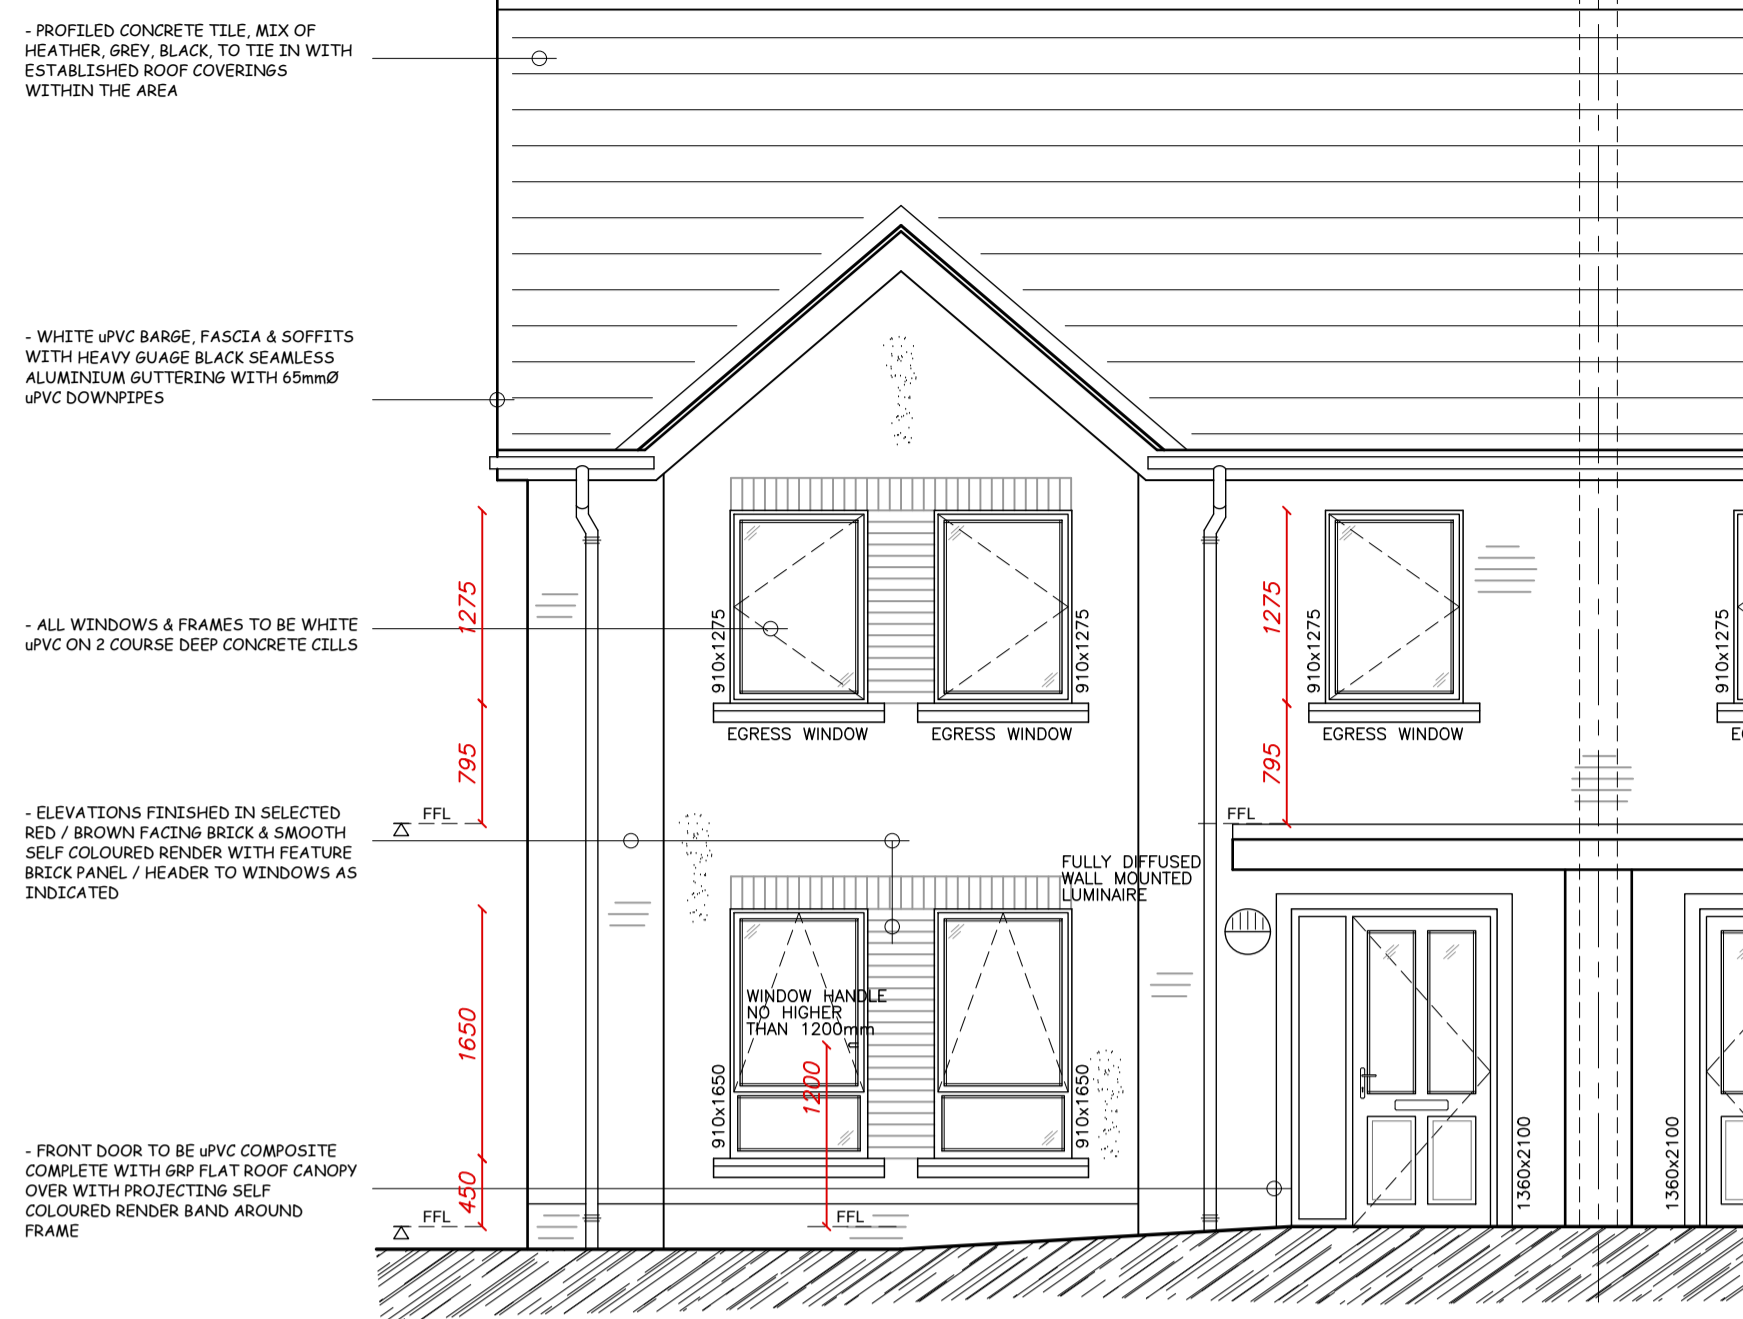 - PROFILED CONCRETE TILE, MIX OF
HEATHER, GREY, BLACK, TO TIE IN WITH
ESTABLISHED ROOF COVERINGS
WITHIN THE AREA
- WHITE uPVC BARGE, FASCIA & SOFFITS
WITH HEAVY GUAGE BLACK SEAMLESS
ALUMINIUM GUTTERING WITH 65mmØ
uPVC DOWNPIPES
- ALL WINDOWS & FRAMES TO BE WHITE
uPVC ON 2 COURSE DEEP CONCRETE CILLS
- ELEVATIONS FINISHED IN SELECTED
RED / BROWN FACING BRICK & SMOOTH
SELF COLOURED RENDER WITH FEATURE
BRICK PANEL / HEADER TO WINDOWS AS
INDICATED
- FRONT DOOR TO BE uPVC COMPOSITE
COMPLETE WITH GRP FLAT ROOF CANOPY
OVER WITH PROJECTING SELF
COLOURED RENDER BAND AROUND
FRAME
1275
795
FFL
1650
450
FFL
910x1275
EGRESS WINDOW
910x1275
EGRESS WINDOW
1275
795
FFL
910x1275
EGRESS WINDOW
910x1275
E
FULLY DIFFUSED
WALL MOUNTED
LUMINAIRE
WINDOW HANDLE
NO HIGHER
THAN 1200mm
1200
FFL
910x1650
910x1650
1360x2100
1360x2100